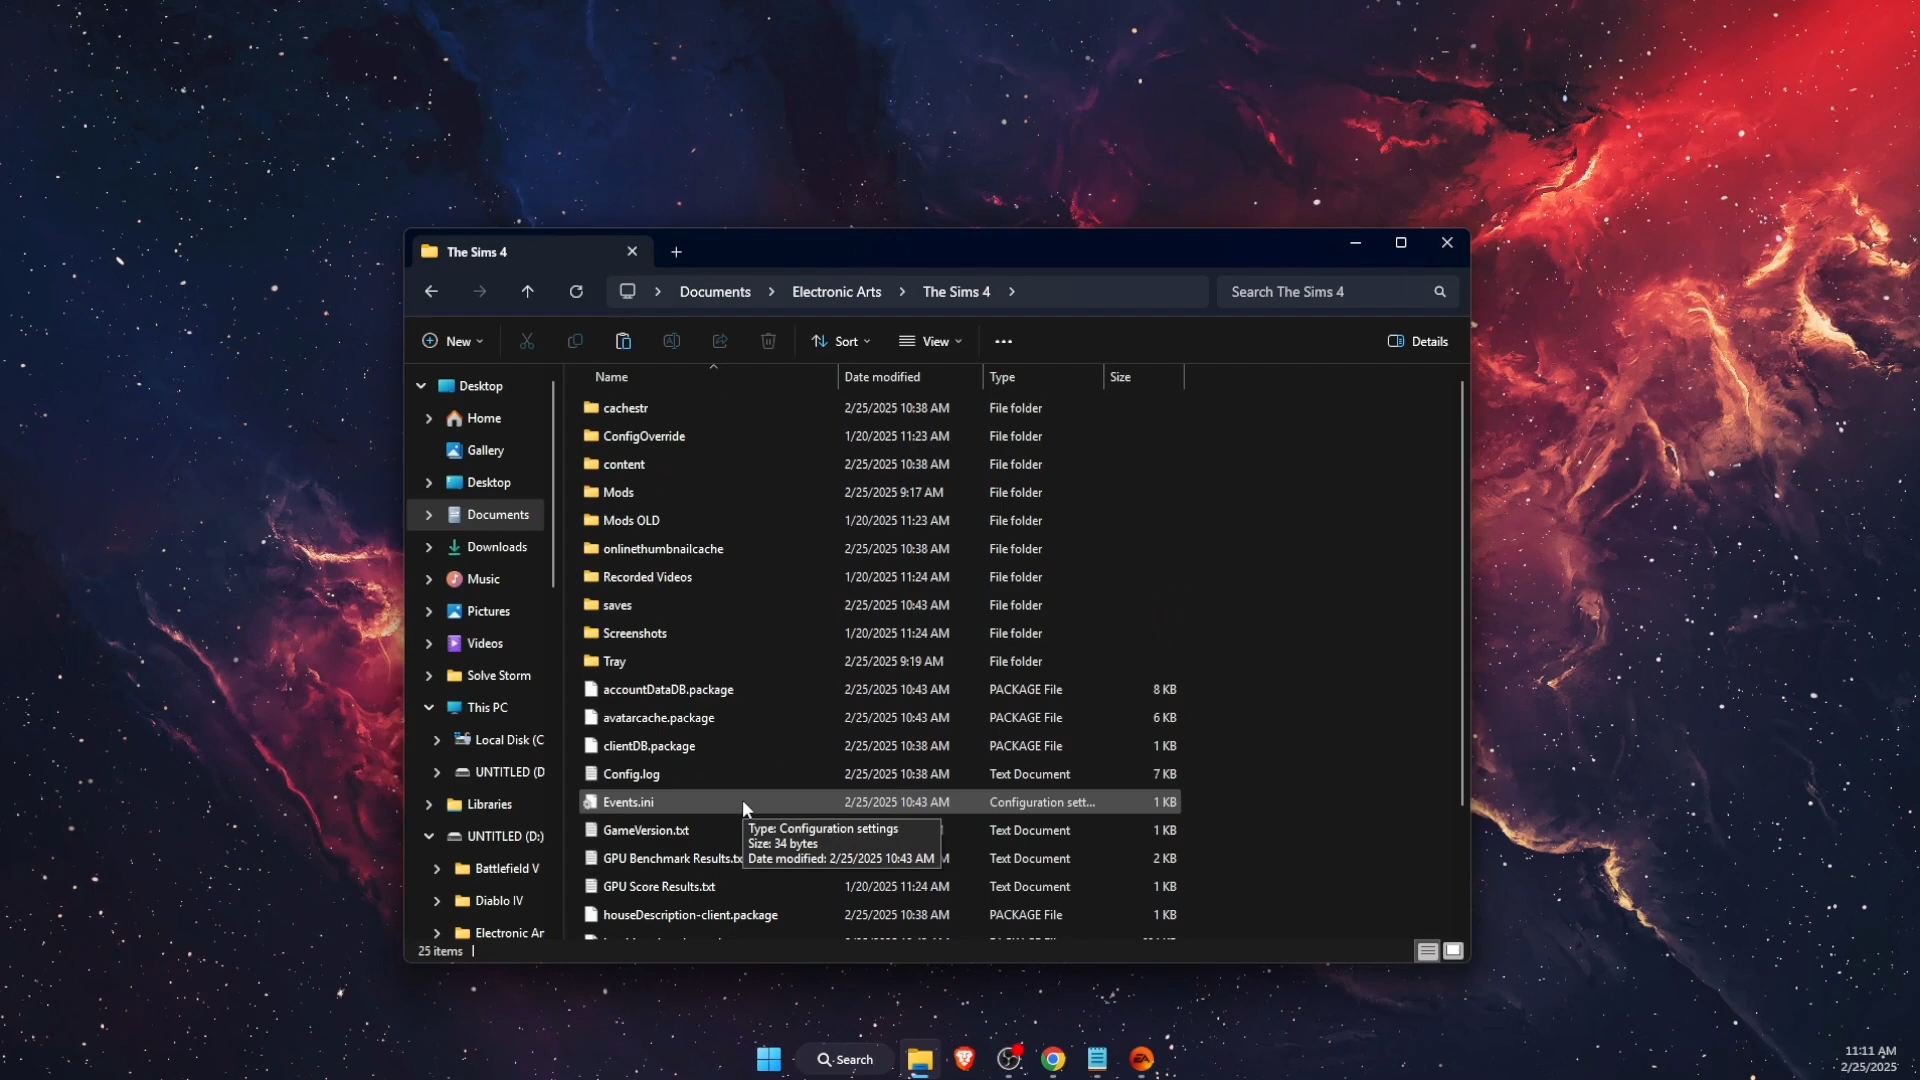 The Sims 4
Documents
Electronic Arts
The Sims 4
Search The Sims 4
New
Sort
View
Details
Name
Date modified
Type
Size
Desktop
Home
Gallery
Desktop
Documents
Downloads
Music
Pictures
Videos
Solve Storm
This PC
Local Disk (C
UNTITLED (D
Libraries
UNTITLED (D:)
Battlefield V
Diablo IV
Electronic Ar
cachestr 2/25/2025 10:38 AM File folder
ConfigOverride 1/20/2025 11:23 AM File folder
content 2/25/2025 10:38 AM File folder
Mods 2/25/2025 9:17 AM File folder
Mods OLD 1/20/2025 11:23 AM File folder
onlinethumbnailcache 2/25/2025 10:38 AM File folder
Recorded Videos 1/20/2025 11:24 AM File folder
saves 2/25/2025 10:43 AM File folder
Screenshots 1/20/2025 11:24 AM File folder
Tray 2/25/2025 9:19 AM File folder
accountDataDB.package 2/25/2025 10:43 AM PACKAGE File 8 KB
avatarcache.package 2/25/2025 10:43 AM PACKAGE File 6 KB
clientDB.package 2/25/2025 10:38 AM PACKAGE File 1 KB
Config.log 2/25/2025 10:38 AM Text Document 7 KB
Events.ini 2/25/2025 10:43 AM Configuration sett... 1 KB
GameVersion.txt Text Document 1 KB
GPU Benchmark Results.tx Text Document 2 KB
Type: Configuration settings
Size: 34 bytes
Date modified: 2/25/2025 10:43 AM
GPU Score Results.txt 1/20/2025 11:24 AM Text Document 1 KB
houseDescription-client.package 2/25/2025 10:38 AM PACKAGE File 1 KB
25 items
Search
11:11 AM
2/25/2025